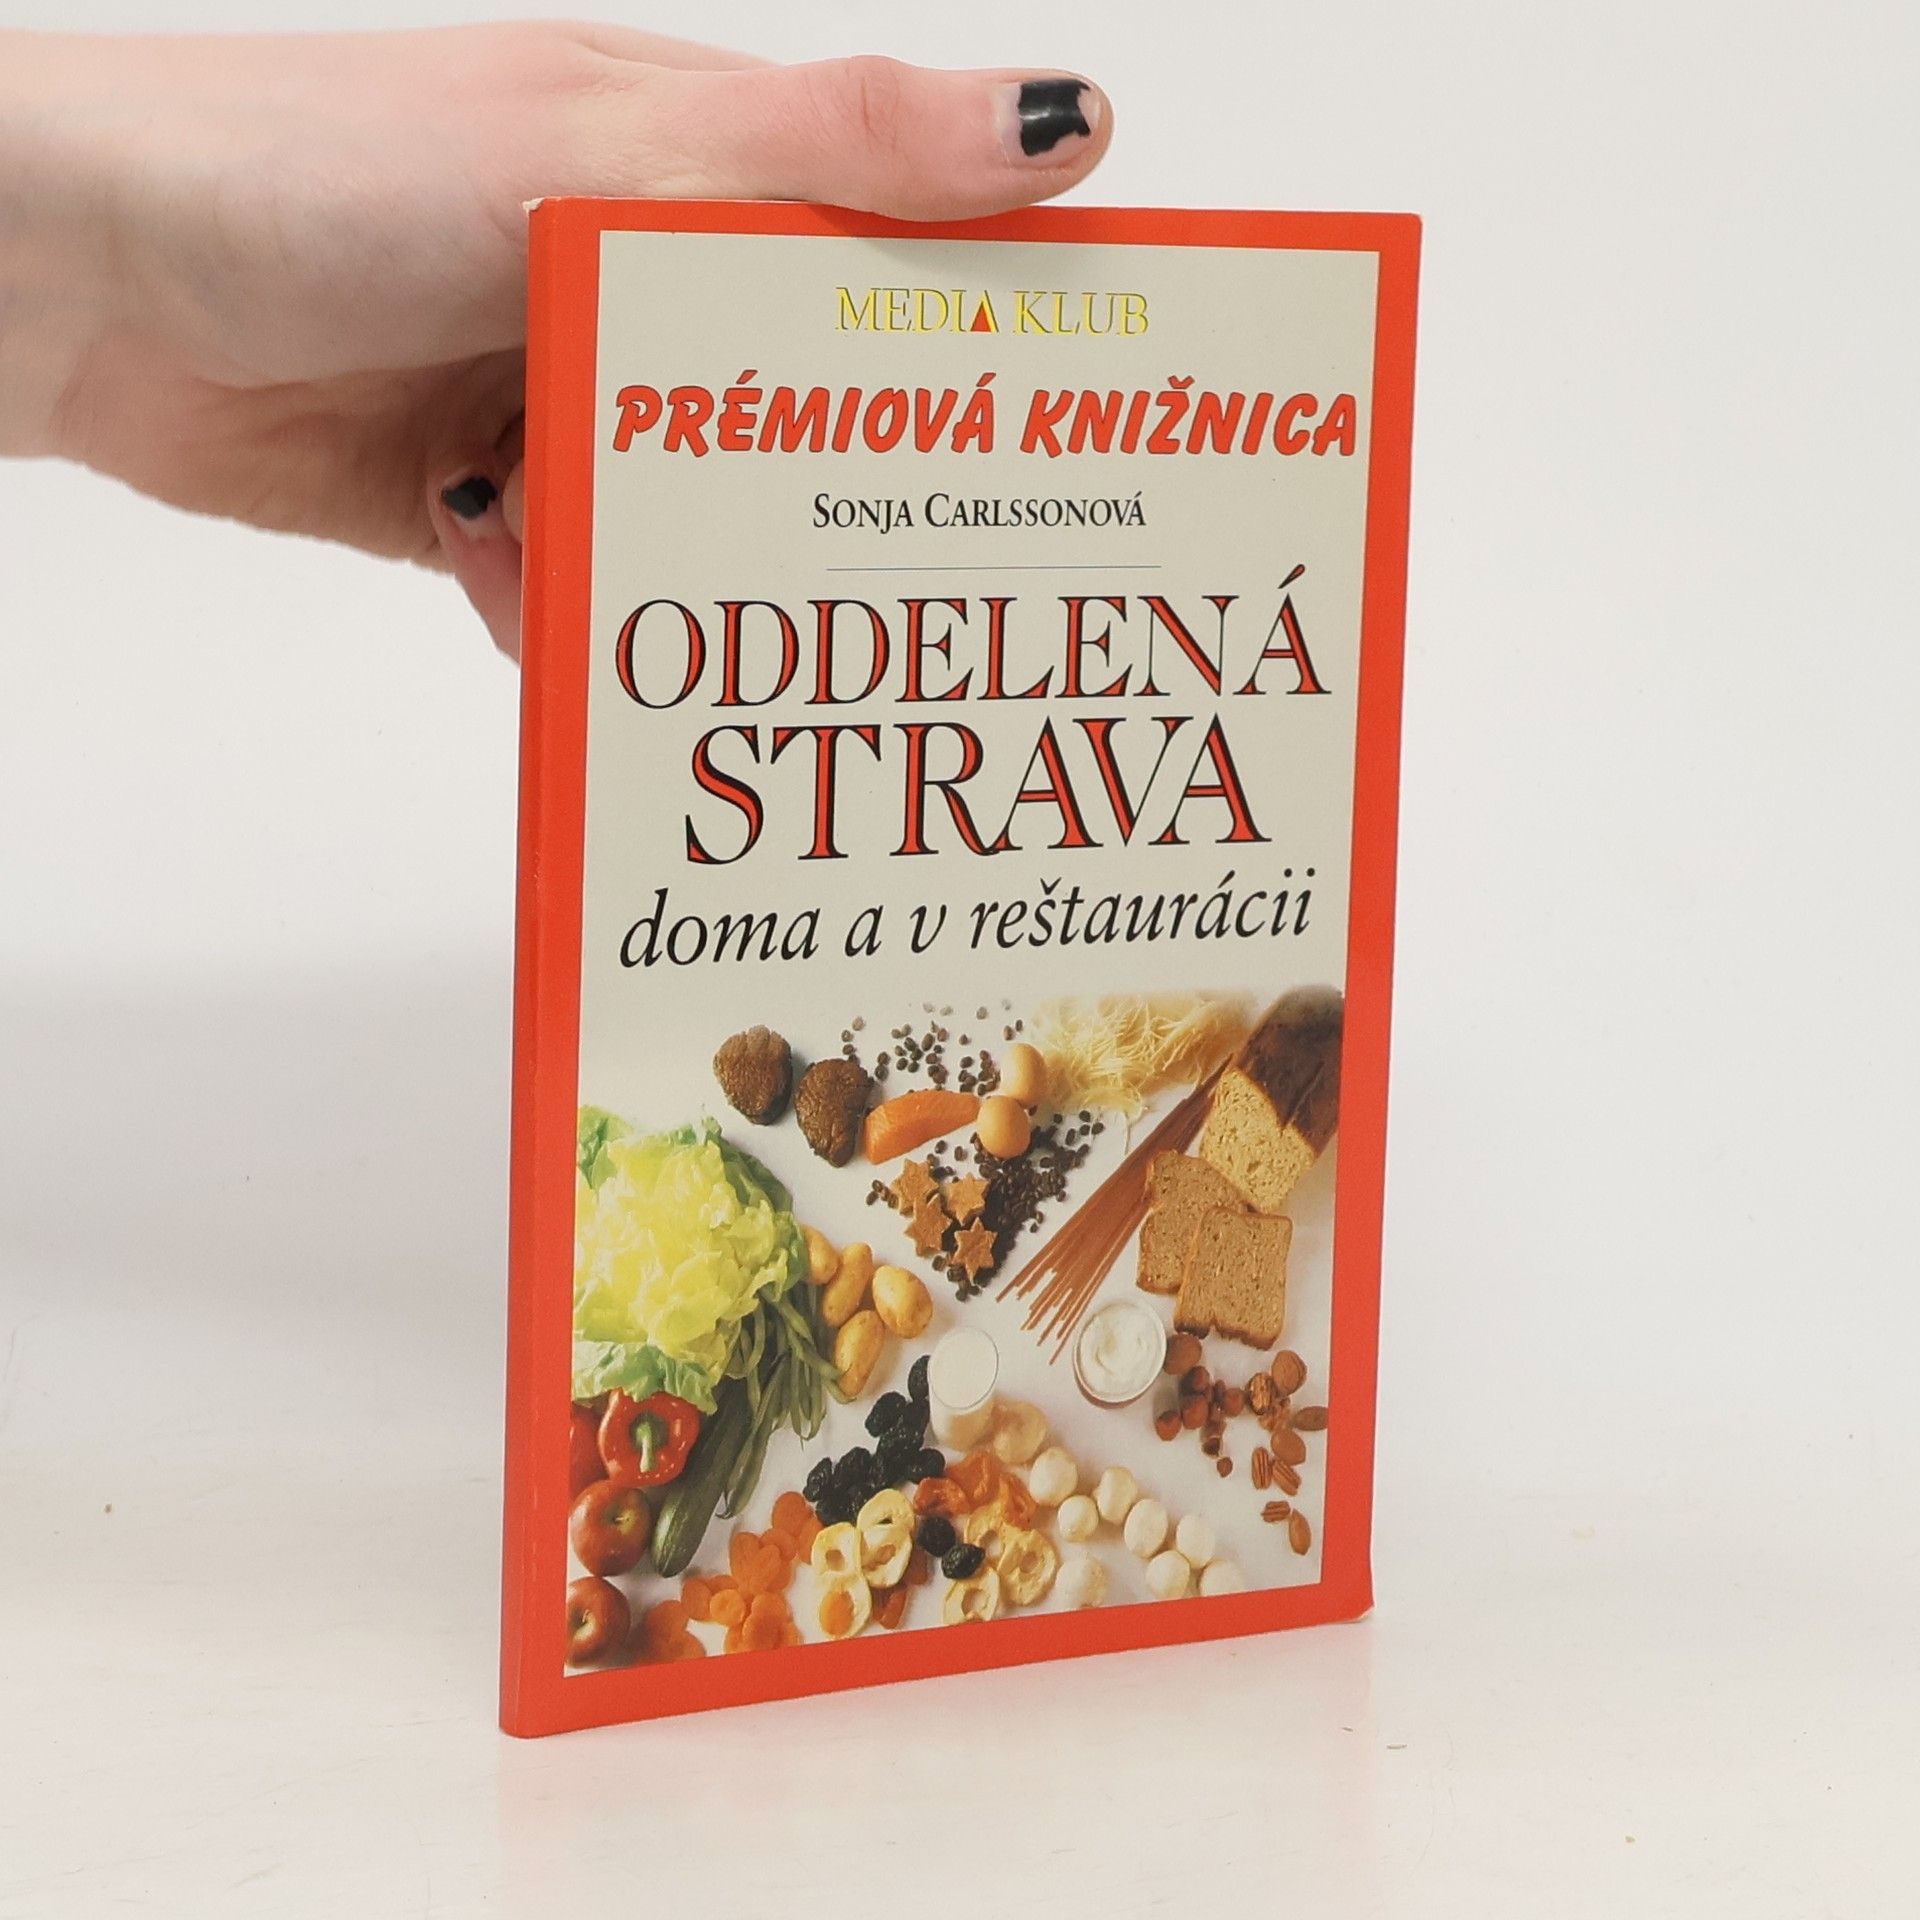 MEDIA KLUB
PRÉMIOVÁ KNIŽNICA
SONJA CARLSSONOVÁ
ODDELENÁ
STRAVA
doma a v reštaurácii